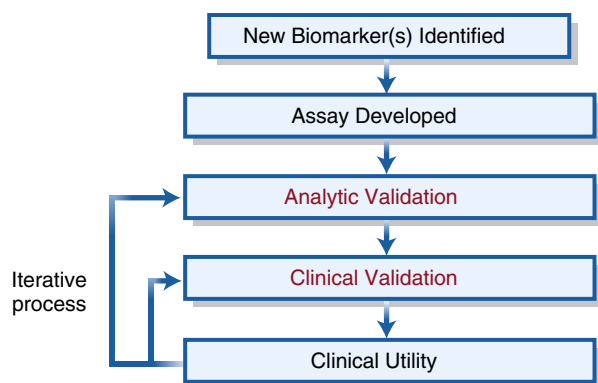 New Biomarker(s) Identified
Assay Developed
Analytic Validation
Clinical Validation
Iterative
process
Clinical Utility